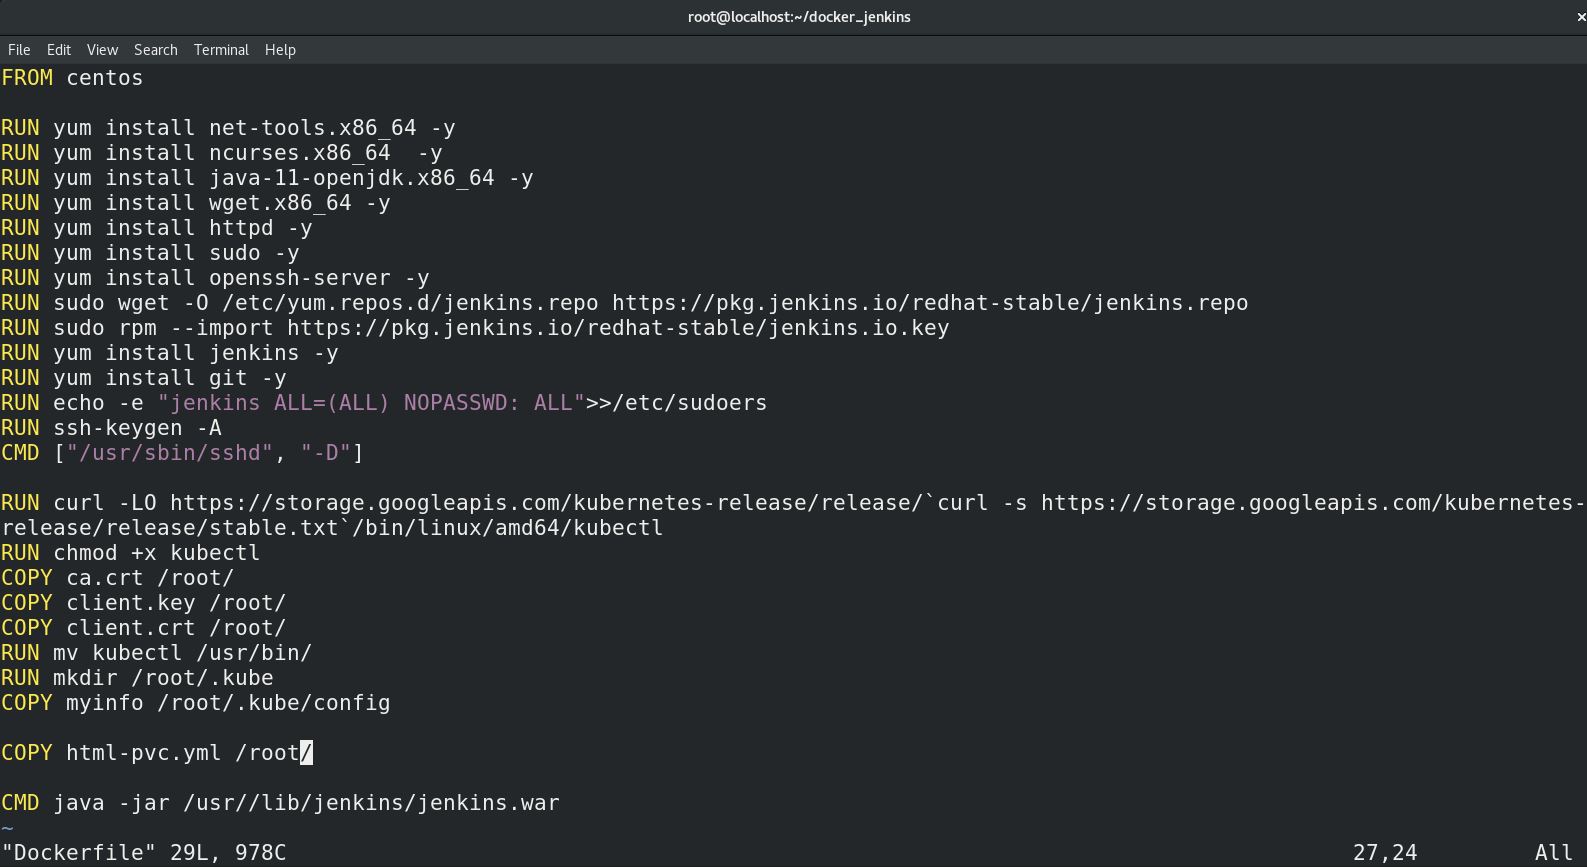 root@localhost:~/docker_jenkins ×
File Edit View Search Terminal Help
FROM centos
RUN yum install net-tools.x86_64 -y
RUN yum install ncurses.x86_64  -y
RUN yum install java-11-openjdk.x86_64 -y
RUN yum install wget.x86_64 -y
RUN yum install httpd -y
RUN yum install sudo -y
RUN yum install openssh-server -y
RUN sudo wget -O /etc/yum.repos.d/jenkins.repo https://pkg.jenkins.io/redhat-stable/jenkins.repo
RUN sudo rpm --import https://pkg.jenkins.io/redhat-stable/jenkins.io.key
RUN yum install jenkins -y
RUN yum install git -y
RUN echo -e "jenkins ALL=(ALL) NOPASSWD: ALL">>/etc/sudoers
RUN ssh-keygen -A
CMD ["/usr/sbin/sshd", "-D"]
RUN curl -LO https://storage.googleapis.com/kubernetes-release/release/`curl -s https://storage.googleapis.com/kubernetes-
release/release/stable.txt`/bin/linux/amd64/kubectl
RUN chmod +x kubectl
COPY ca.crt /root/
COPY client.key /root/
COPY client.crt /root/
RUN mv kubectl /usr/bin/
RUN mkdir /root/.kube
COPY myinfo /root/.kube/config
COPY html-pvc.yml /root/
CMD java -jar /usr//lib/jenkins/jenkins.war
~
"Dockerfile" 29L, 978C 27,24 All